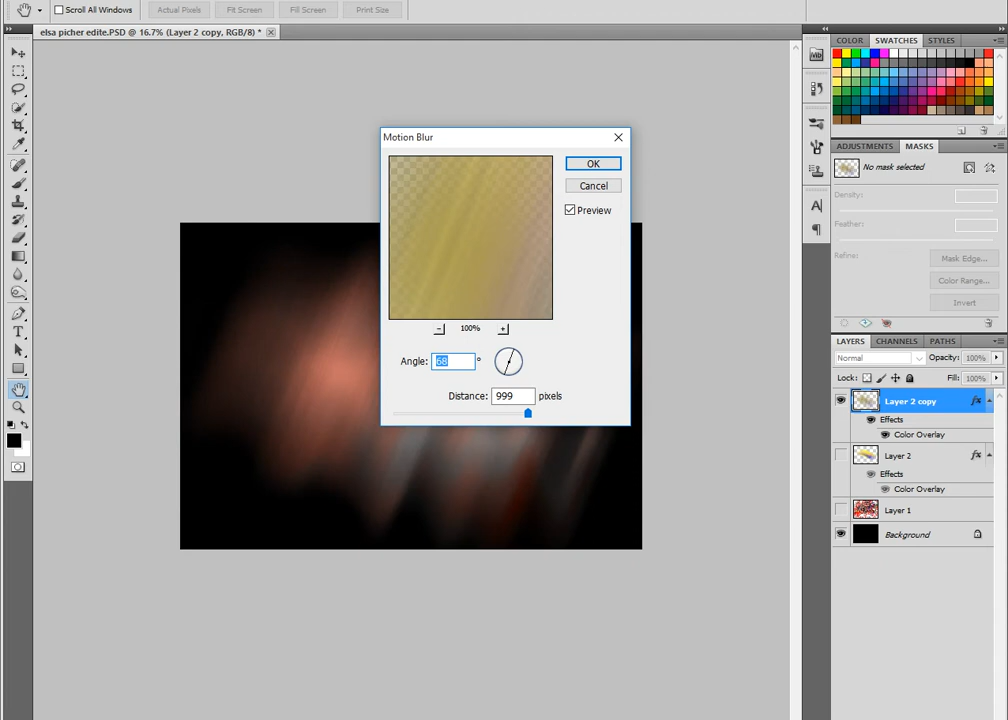 Scroll All Windows
Actual Pixels
Fit Screen
Fill Screen
Print Size
elsa picher edite.PSD @ 16.7% (Layer 2 copy, RGB/8) *
COLOR SWATCHES STYLES
Motion Blur
OK
Cancel
Preview
100%
Angle: 68 °
Distance: 999 pixels
ADJUSTMENTS MASKS
No mask selected
Density:
Feather:
Refine:
Mask Edge...
Color Range...
Invert
LAYERS CHANNELS PATHS
Normal Opacity: 100%
Lock: Fill: 100%
Layer 2 copy fx
Effects
Color Overlay
Layer 2 fx
Effects
Color Overlay
Layer 1
Background